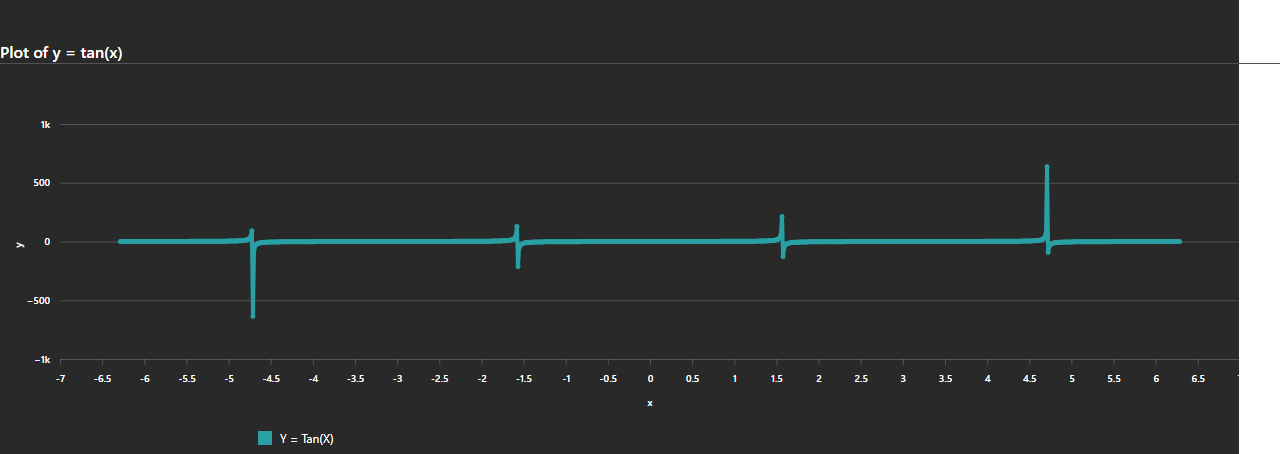 Plot of y = tan(x)
1k
500
0
−500
−1k
y
-7 -6.5 -6 -5.5 -5 -4.5 -4 -3.5 -3 -2.5 -2 -1.5 -1 -0.5 0 0.5 1 1.5 2 2.5 3 3.5 4 4.5 5 5.5 6 6.5
x
Y = Tan(X)